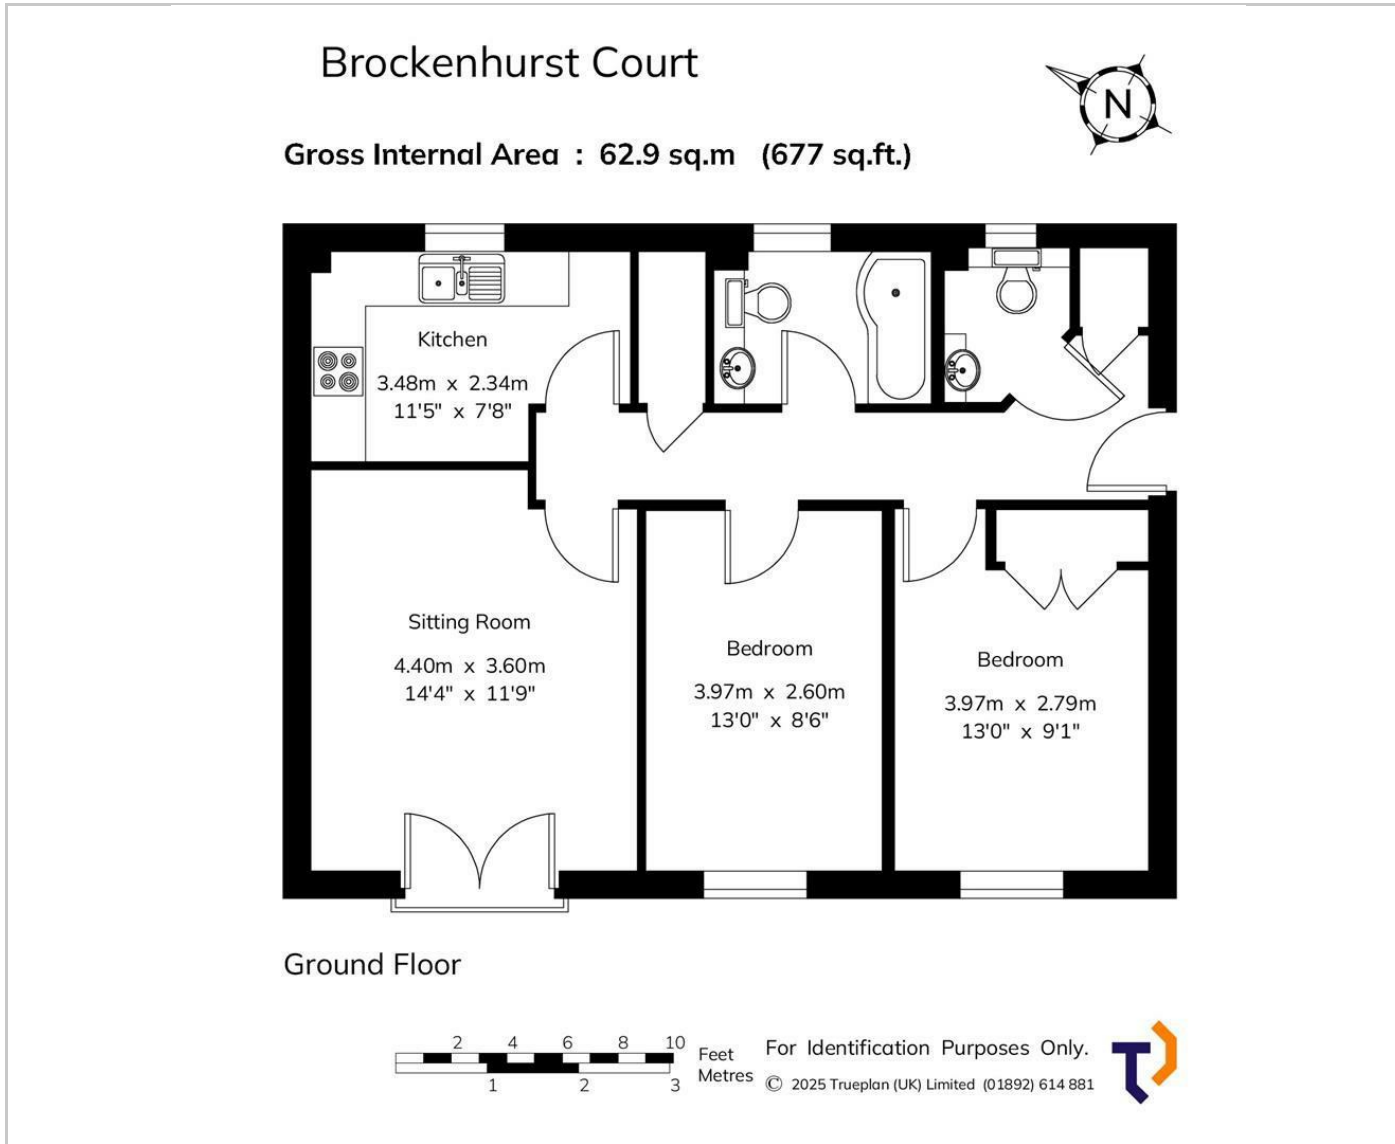 Brockenhurst Court
N
Gross Internal Area : 62.9 sq.m (677 sq.ft.)
Kitchen
3.48m x 2.34m
11'5" x 7'8"
Sitting Room
4.40m x 3.60m
14'4" x 11'9"
Bedroom
3.97m x 2.60m
13'0" x 8'6"
Bedroom
3.97m x 2.79m
13'0" x 9'1"
Ground Floor
2 4 6 8 10 Feet
1 2 3 Metres
For Identification Purposes Only.
© 2025 Trueplan (UK) Limited (01892) 614 881